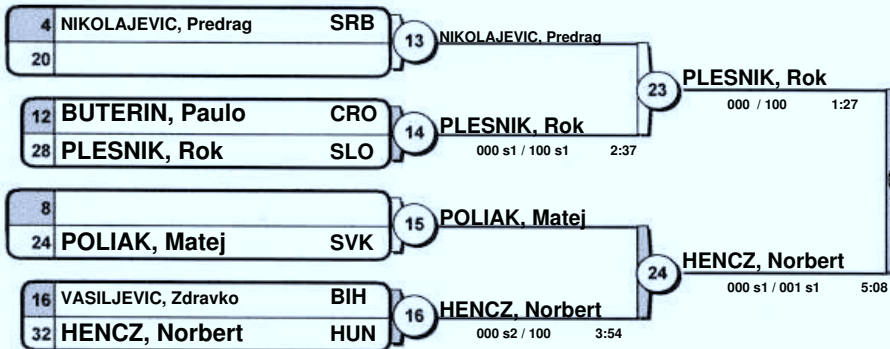 4 NIKOLAJEVIC, Predrag SRB
20
13
NIKOLAJEVIC, Predrag
12 BUTERIN, Paulo CRO
28 PLESNIK, Rok SLO
14
PLESNIK, Rok
000 s1 / 100 s1 2:37
23
PLESNIK, Rok
000 / 100 1:27
8
24 POLIAK, Matej SVK
15
POLIAK, Matej
16 VASILJEVIC, Zdravko BIH
32 HENCZ, Norbert HUN
16
HENCZ, Norbert
000 s2 / 100 3:54
24
HENCZ, Norbert
000 s1 / 001 s1 5:08